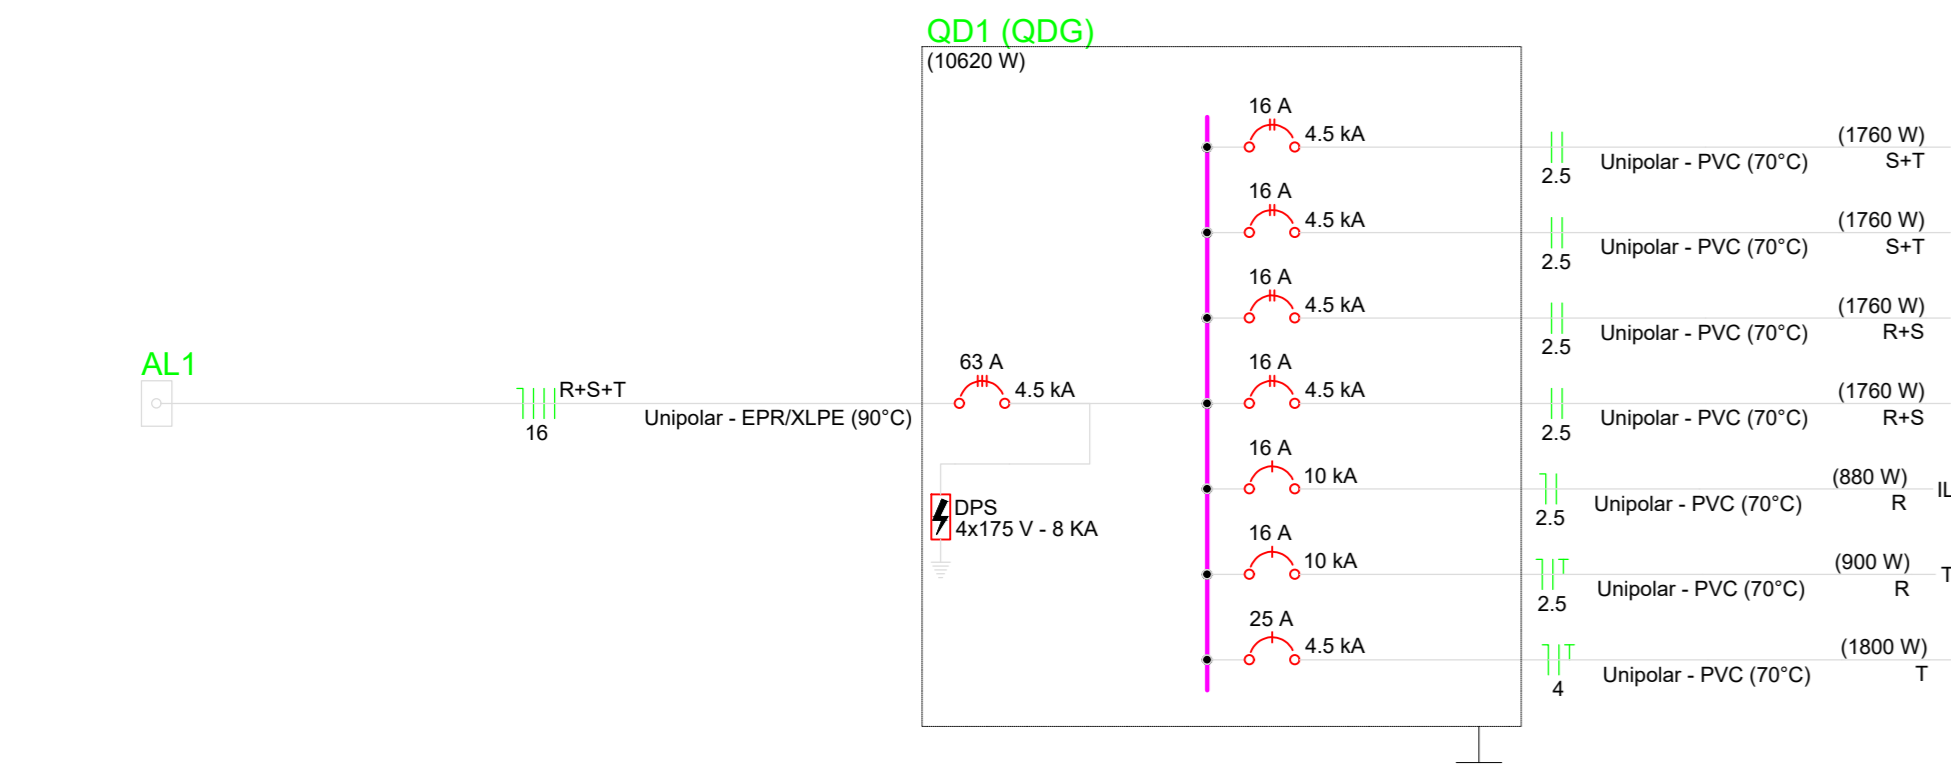 QD1 (QDG)
(10620 W)
16 A
4.5 kA
2.5
Unipolar - PVC (70°C)
(1760 W)
S+T
16 A
4.5 kA
2.5
Unipolar - PVC (70°C)
(1760 W)
S+T
16 A
4.5 kA
2.5
Unipolar - PVC (70°C)
(1760 W)
R+S
AL1
R+S+T
16
Unipolar - EPR/XLPE (90°C)
63 A
4.5 kA
16 A
4.5 kA
2.5
Unipolar - PVC (70°C)
(1760 W)
R+S
DPS
4x175 V - 8 KA
16 A
10 kA
2.5
Unipolar - PVC (70°C)
(880 W)
R
IL
16 A
10 kA
2.5
Unipolar - PVC (70°C)
(900 W)
R
T
25 A
4.5 kA
4
Unipolar - PVC (70°C)
(1800 W)
T